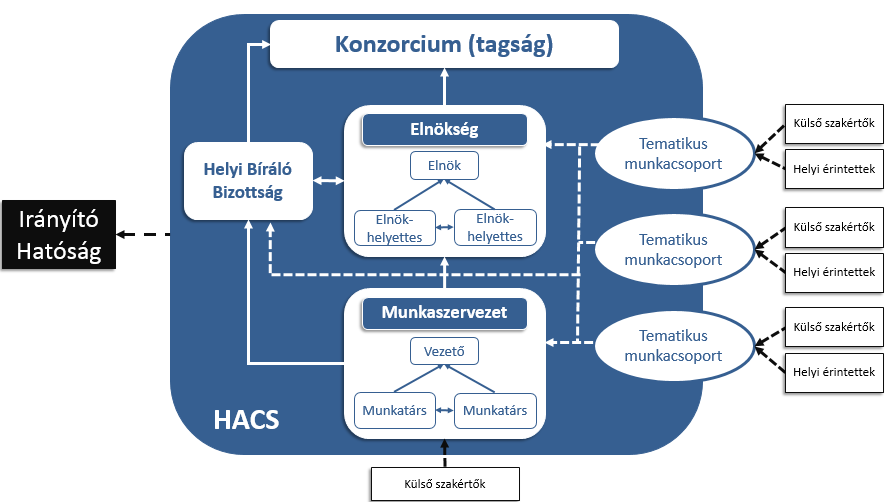 Konzorcium (tagság)
Elnökség
Elnök
Elnök-
helyettes
Elnök-
helyettes
Helyi Bíráló
Bizottság
Irányító
Hatóság
Munkaszervezet
Vezető
Munkatárs
Munkatárs
HACS
Külső szakértők
Tematikus
munkacsoport
Külső szakértők
Helyi érintettek
Tematikus
munkacsoport
Külső szakértők
Helyi érintettek
Tematikus
munkacsoport
Külső szakértők
Helyi érintettek